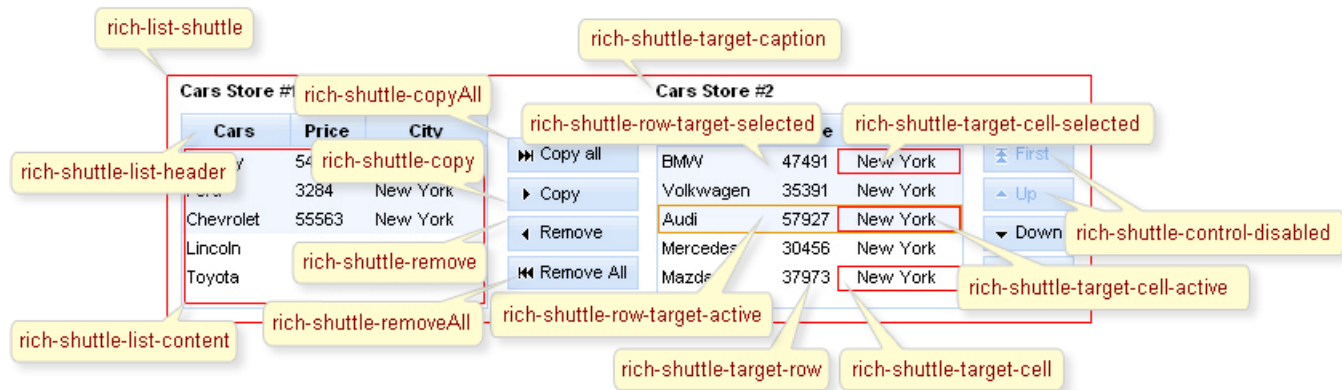 rich-list-shuttle
rich-shuttle-target-caption
Cars Store #1
rich-shuttle-copyAll
Cars Store #2
Cars Price City
rich-shuttle-row-target-selected
rich-shuttle-target-cell-selected
rich-shuttle-list-header
rich-shuttle-copy
Copy all
BMW 47491 New York
First
3284 New York
Copy
Volkwagen 35391 New York
Up
Chevrolet 55563 New York
Audi 57927 New York
Down
rich-shuttle-control-disabled
Lincoln
rich-shuttle-remove
Remove
Mercedes 30456 New York
Toyota
Remove All
Mazda 37973 New York
rich-shuttle-target-cell-active
rich-shuttle-list-content
rich-shuttle-removeAll
rich-shuttle-row-target-active
rich-shuttle-target-row
rich-shuttle-target-cell